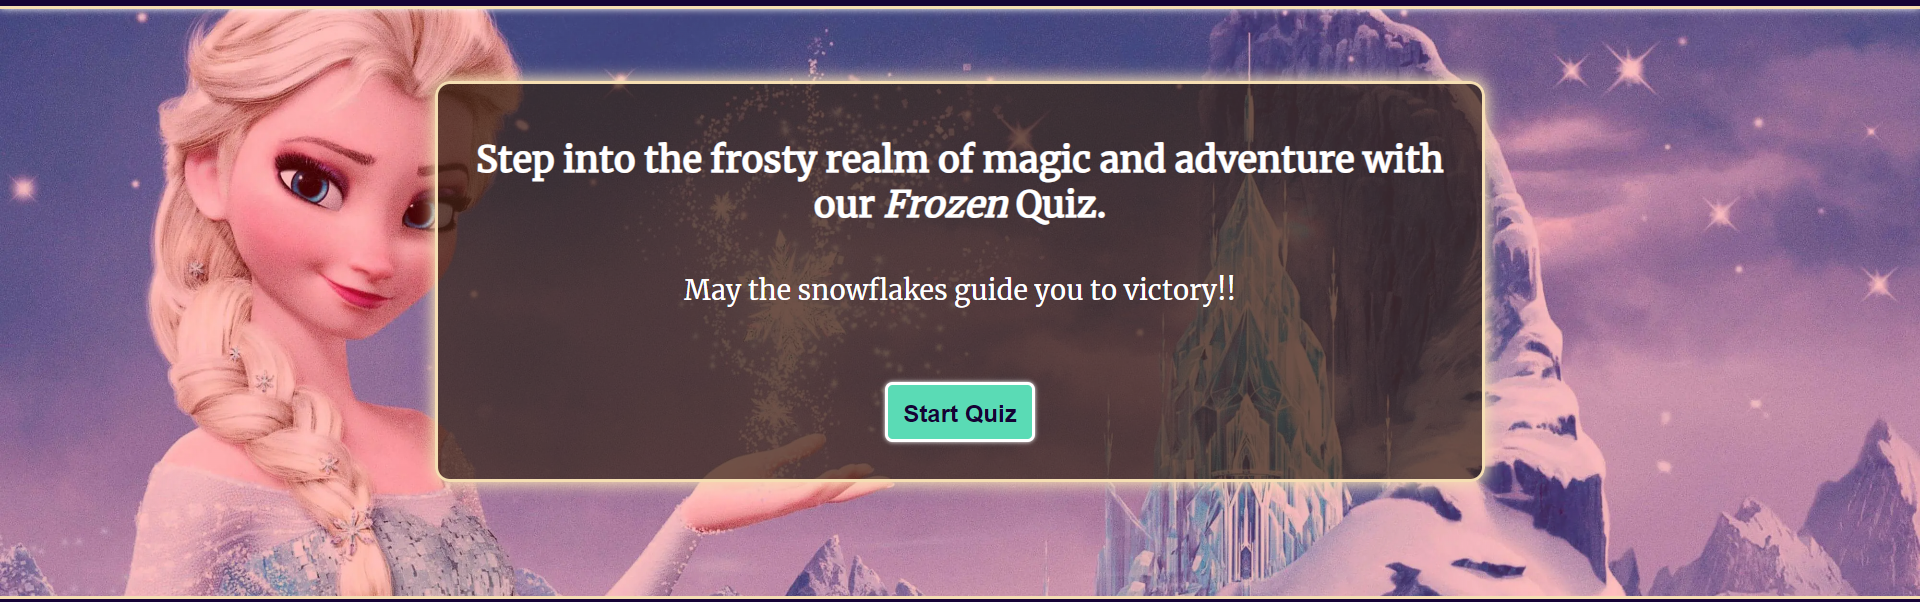 Step into the frosty realm of magic and adventure with
our Frozen Quiz.
May the snowflakes guide you to victory!!
Start Quiz